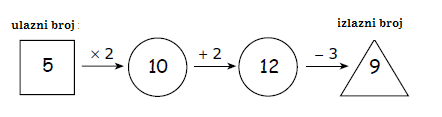 ulazni broj
izlazni broj
5 × 2 10 + 2 12 – 3 9